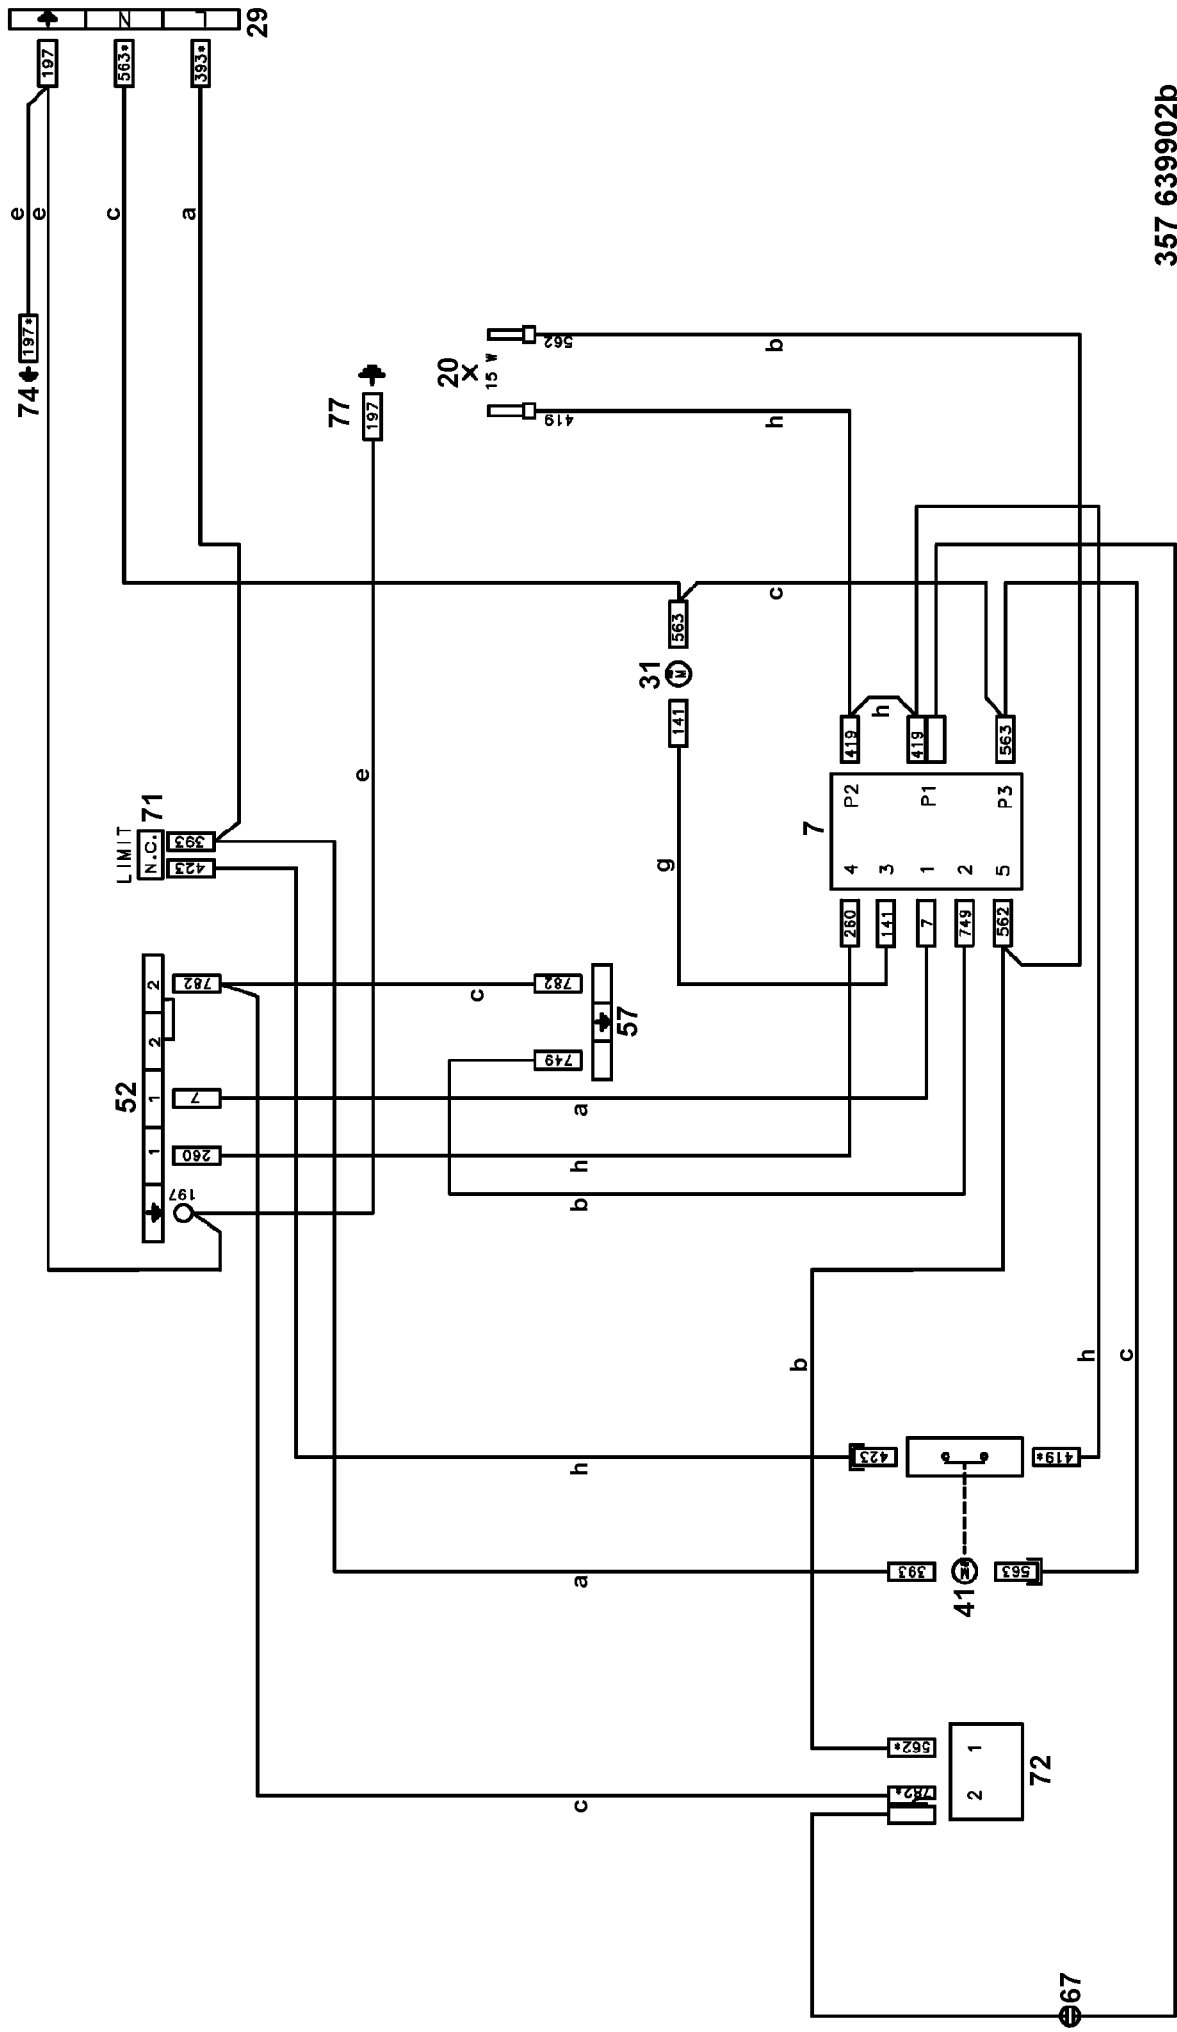 29
N
L
197
563*
393*
e
e
c
a
74
197*
77
197
20
X
15 W
562
419
b
h
357 639902b
e
c
31
563
M
141
g
h
LIMIT
N.C.
71
393
423
7
419
419
563
P2
P1
P3
4
3
1
2
5
260
141
7
749
562
52
2
2
1
1
782
7
260
197
c
782
749
57
a
h
b
b
h
c
h
423
419*
a
393
M
563
41
c
562*
782*
1
2
72
67